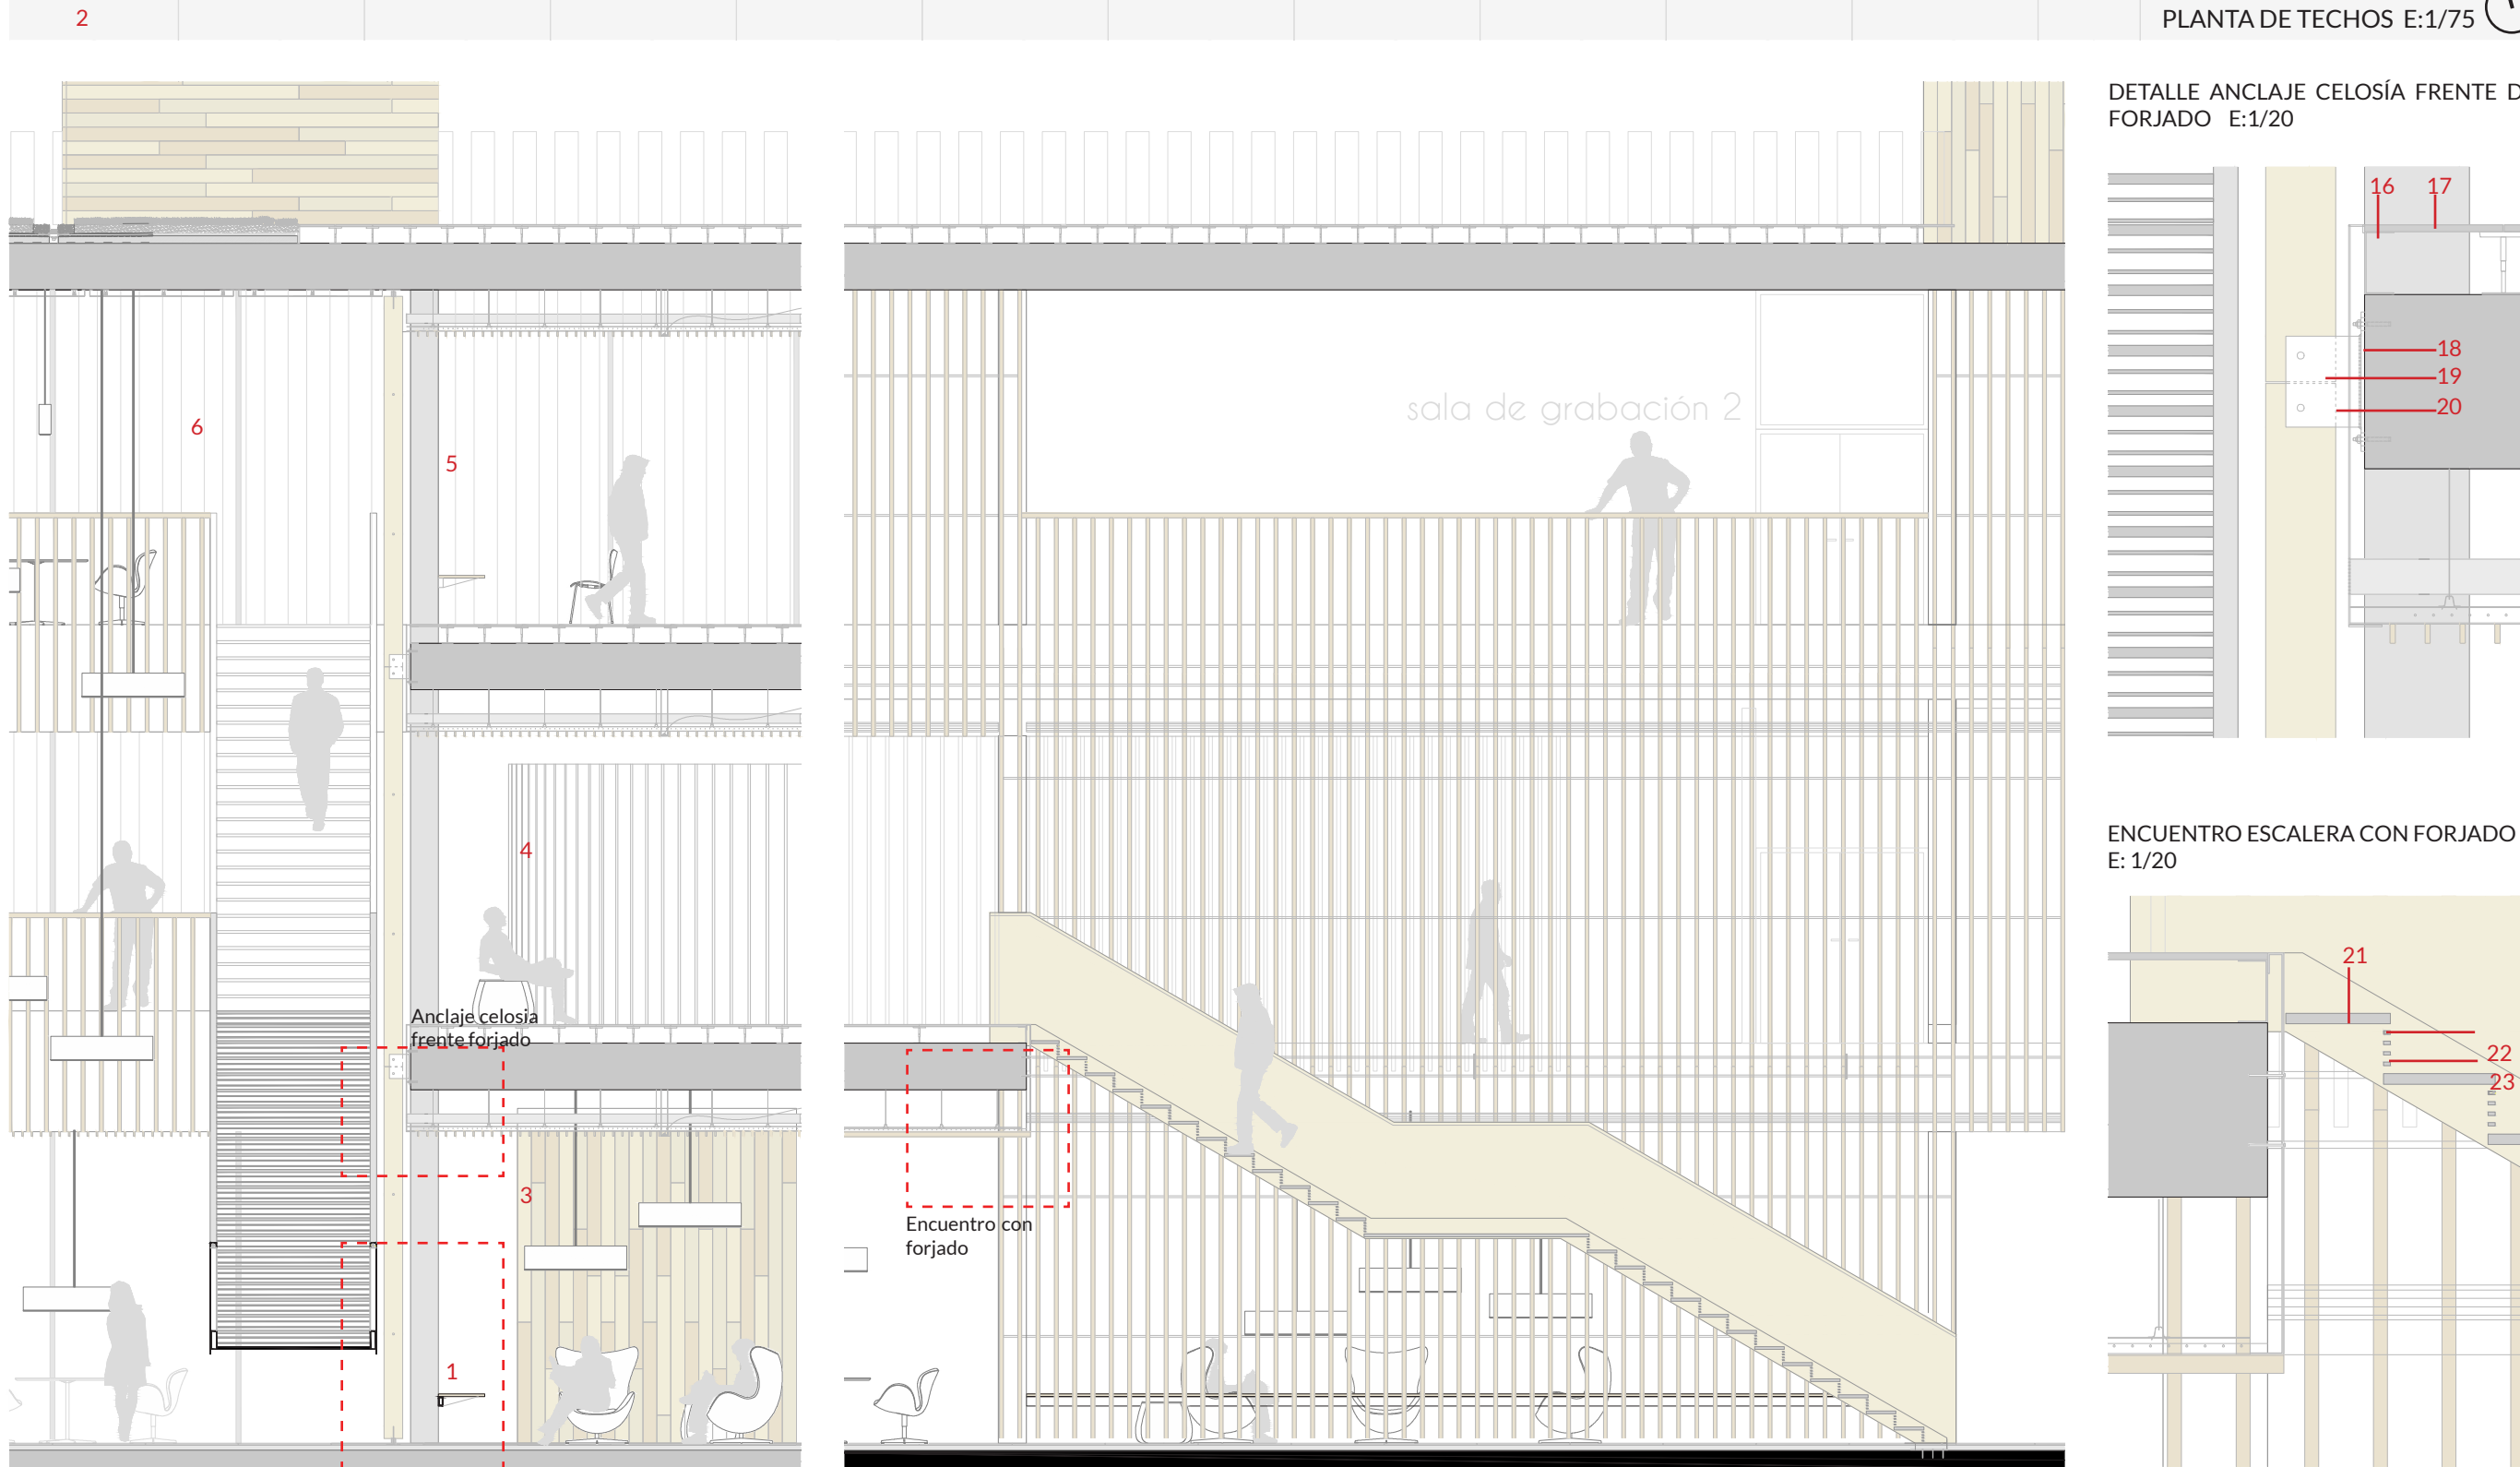 2
PLANTA DE TECHOS E:1/75
DETALLE ANCLAJE CELOSÍA FRENTE D
FORJADO E:1/20
16 17
18
19
20
6
5
sala de grabación 2
4
Anclaje celosia
frente forjado
3
1
Encuentro con
forjado
ENCUENTRO ESCALERA CON FORJADO
E: 1/20
21
22
23